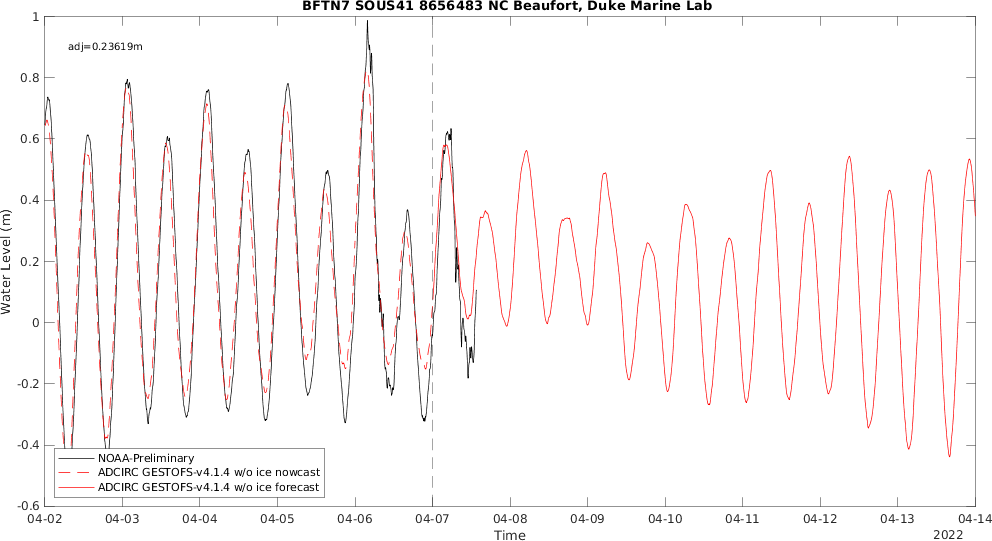 BFTN7 SOUS41 8656483 NC Beaufort, Duke Marine Lab
adj=0.23619m
1
0.8
0.6
0.4
0.2
0
-0.2
-0.4
-0.6
Water Level (m)
NOAA-Preliminary
ADCIRC GESTOFS-v4.1.4 w/o ice nowcast
ADCIRC GESTOFS-v4.1.4 w/o ice forecast
04-02 04-03 04-04 04-05 04-06 04-07 04-08 04-09 04-10 04-11 04-12 04-13 04-14
Time
2022